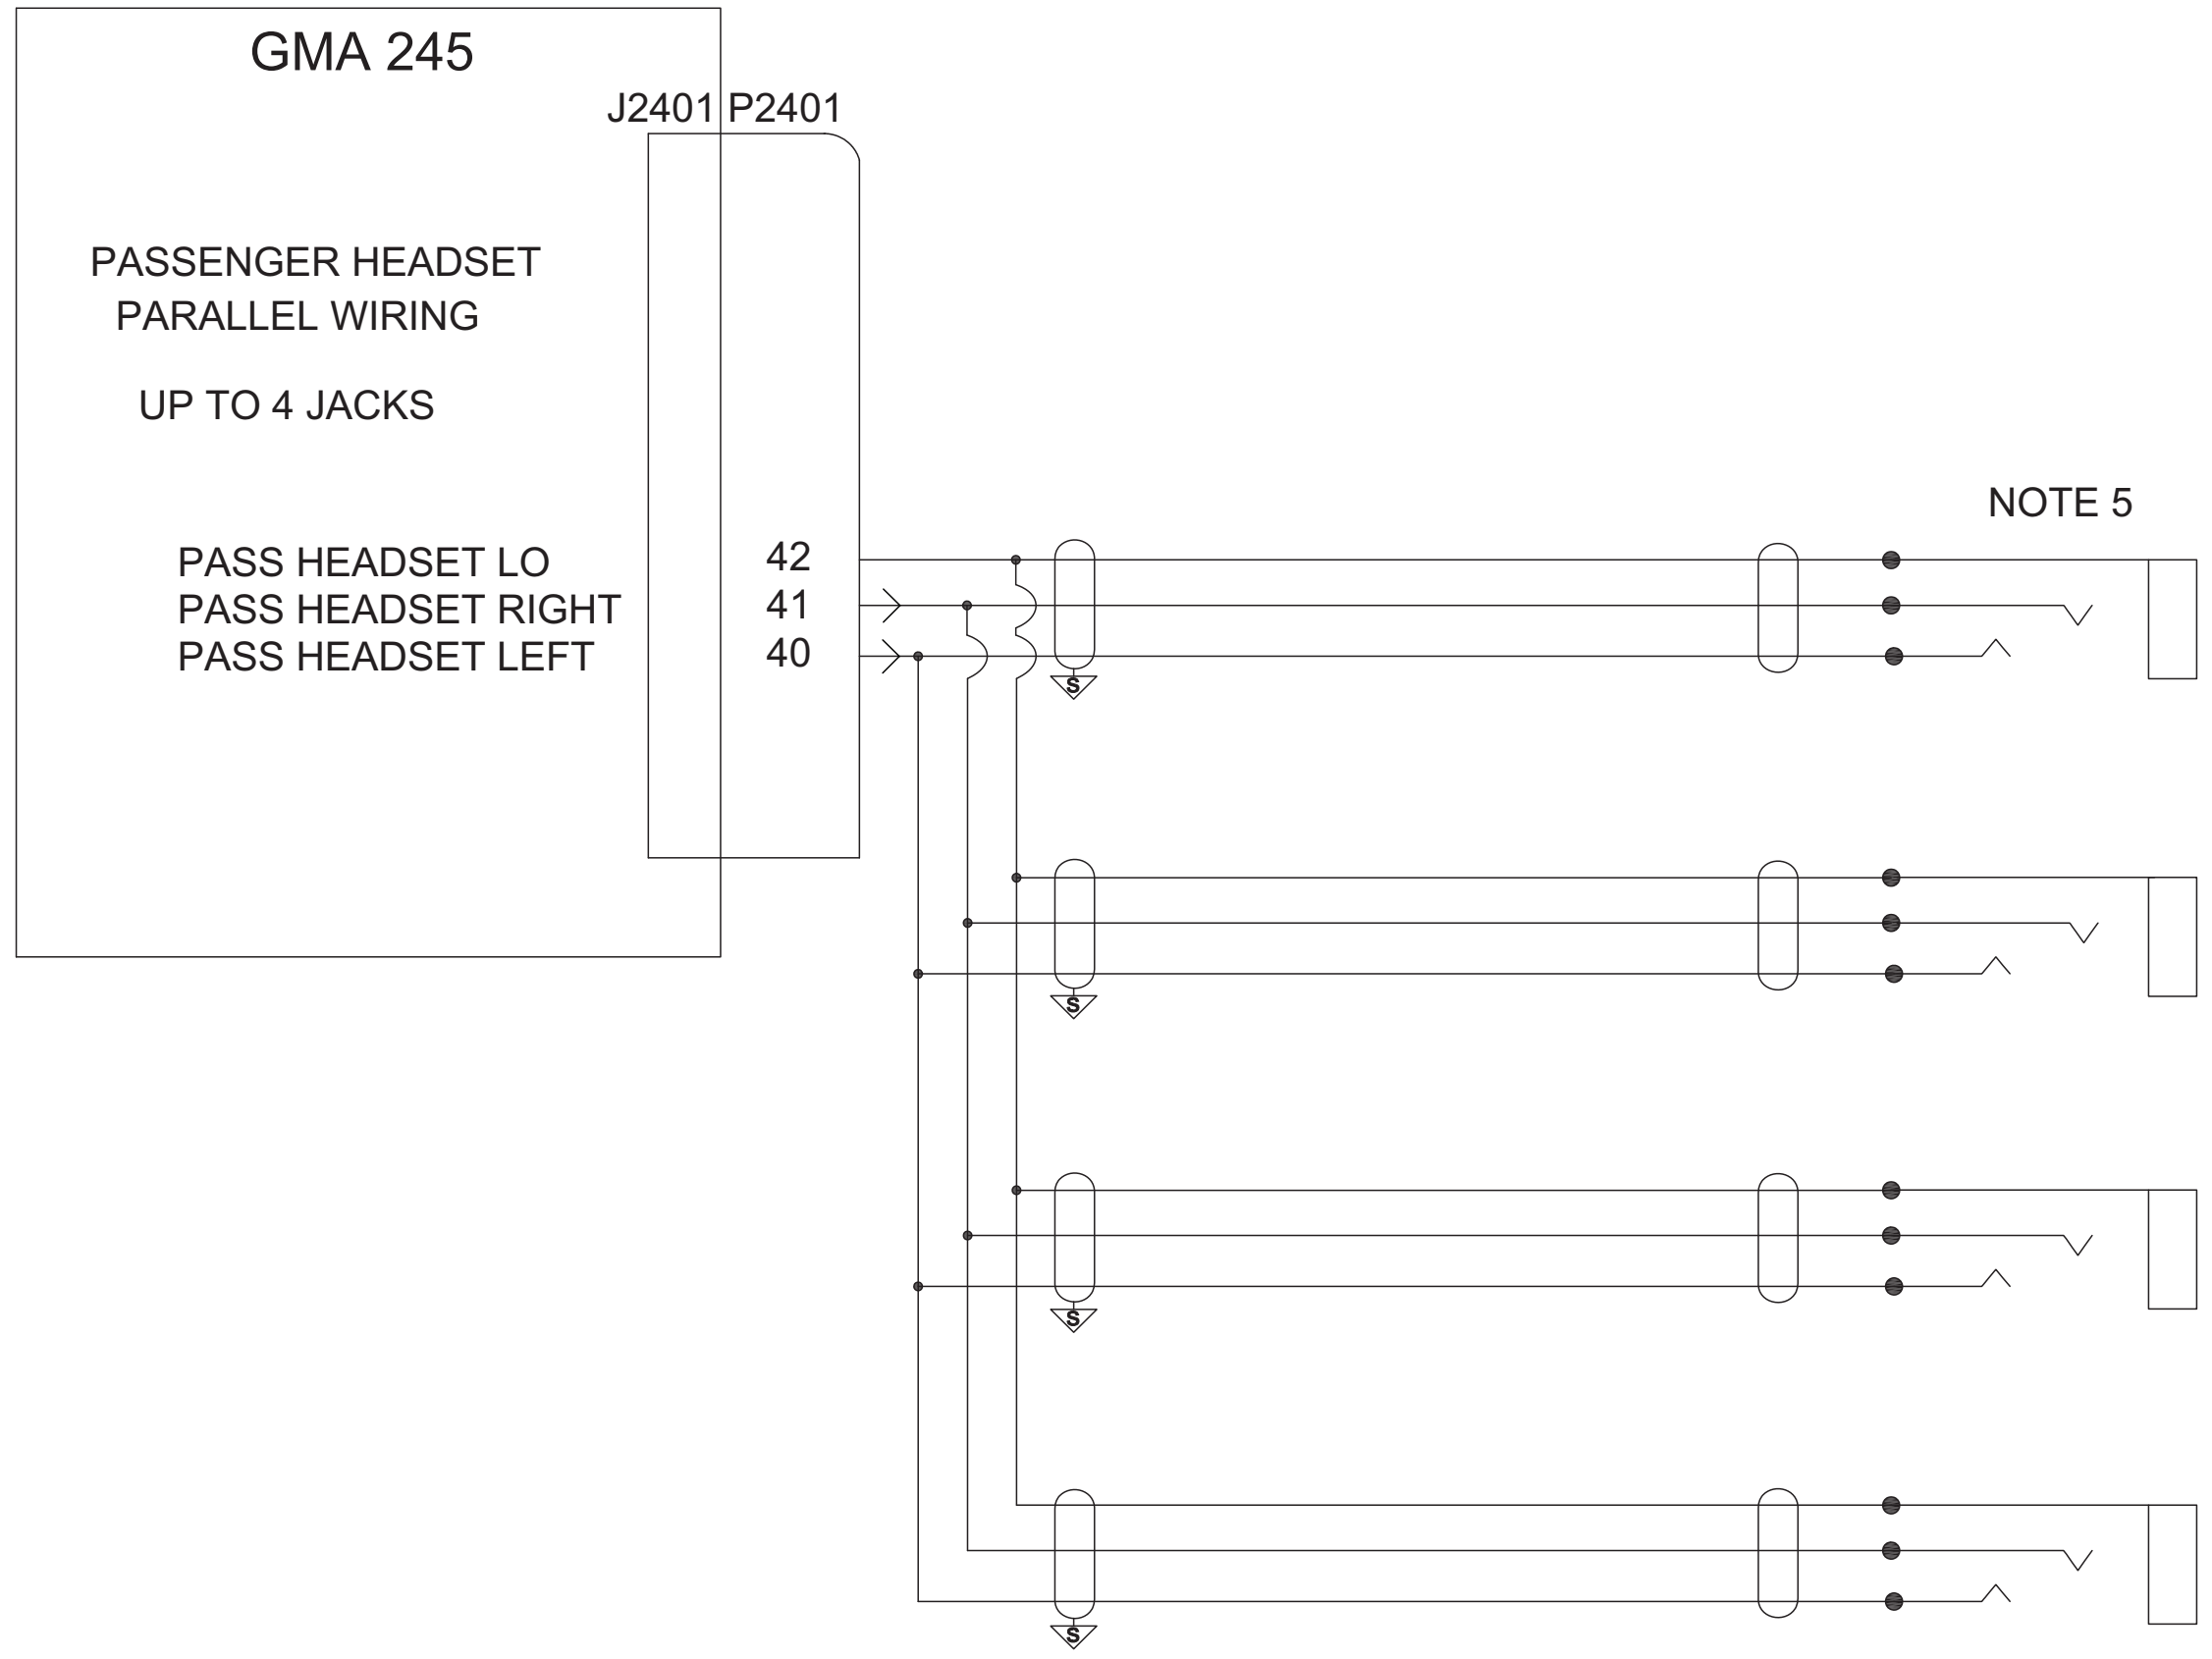 GMA 245
J2401 P2401
PASSENGER HEADSET
PARALLEL WIRING
UP TO 4 JACKS
NOTE 5
PASS HEADSET LO 42
PASS HEADSET RIGHT 41
PASS HEADSET LEFT 40
S
S
S
S